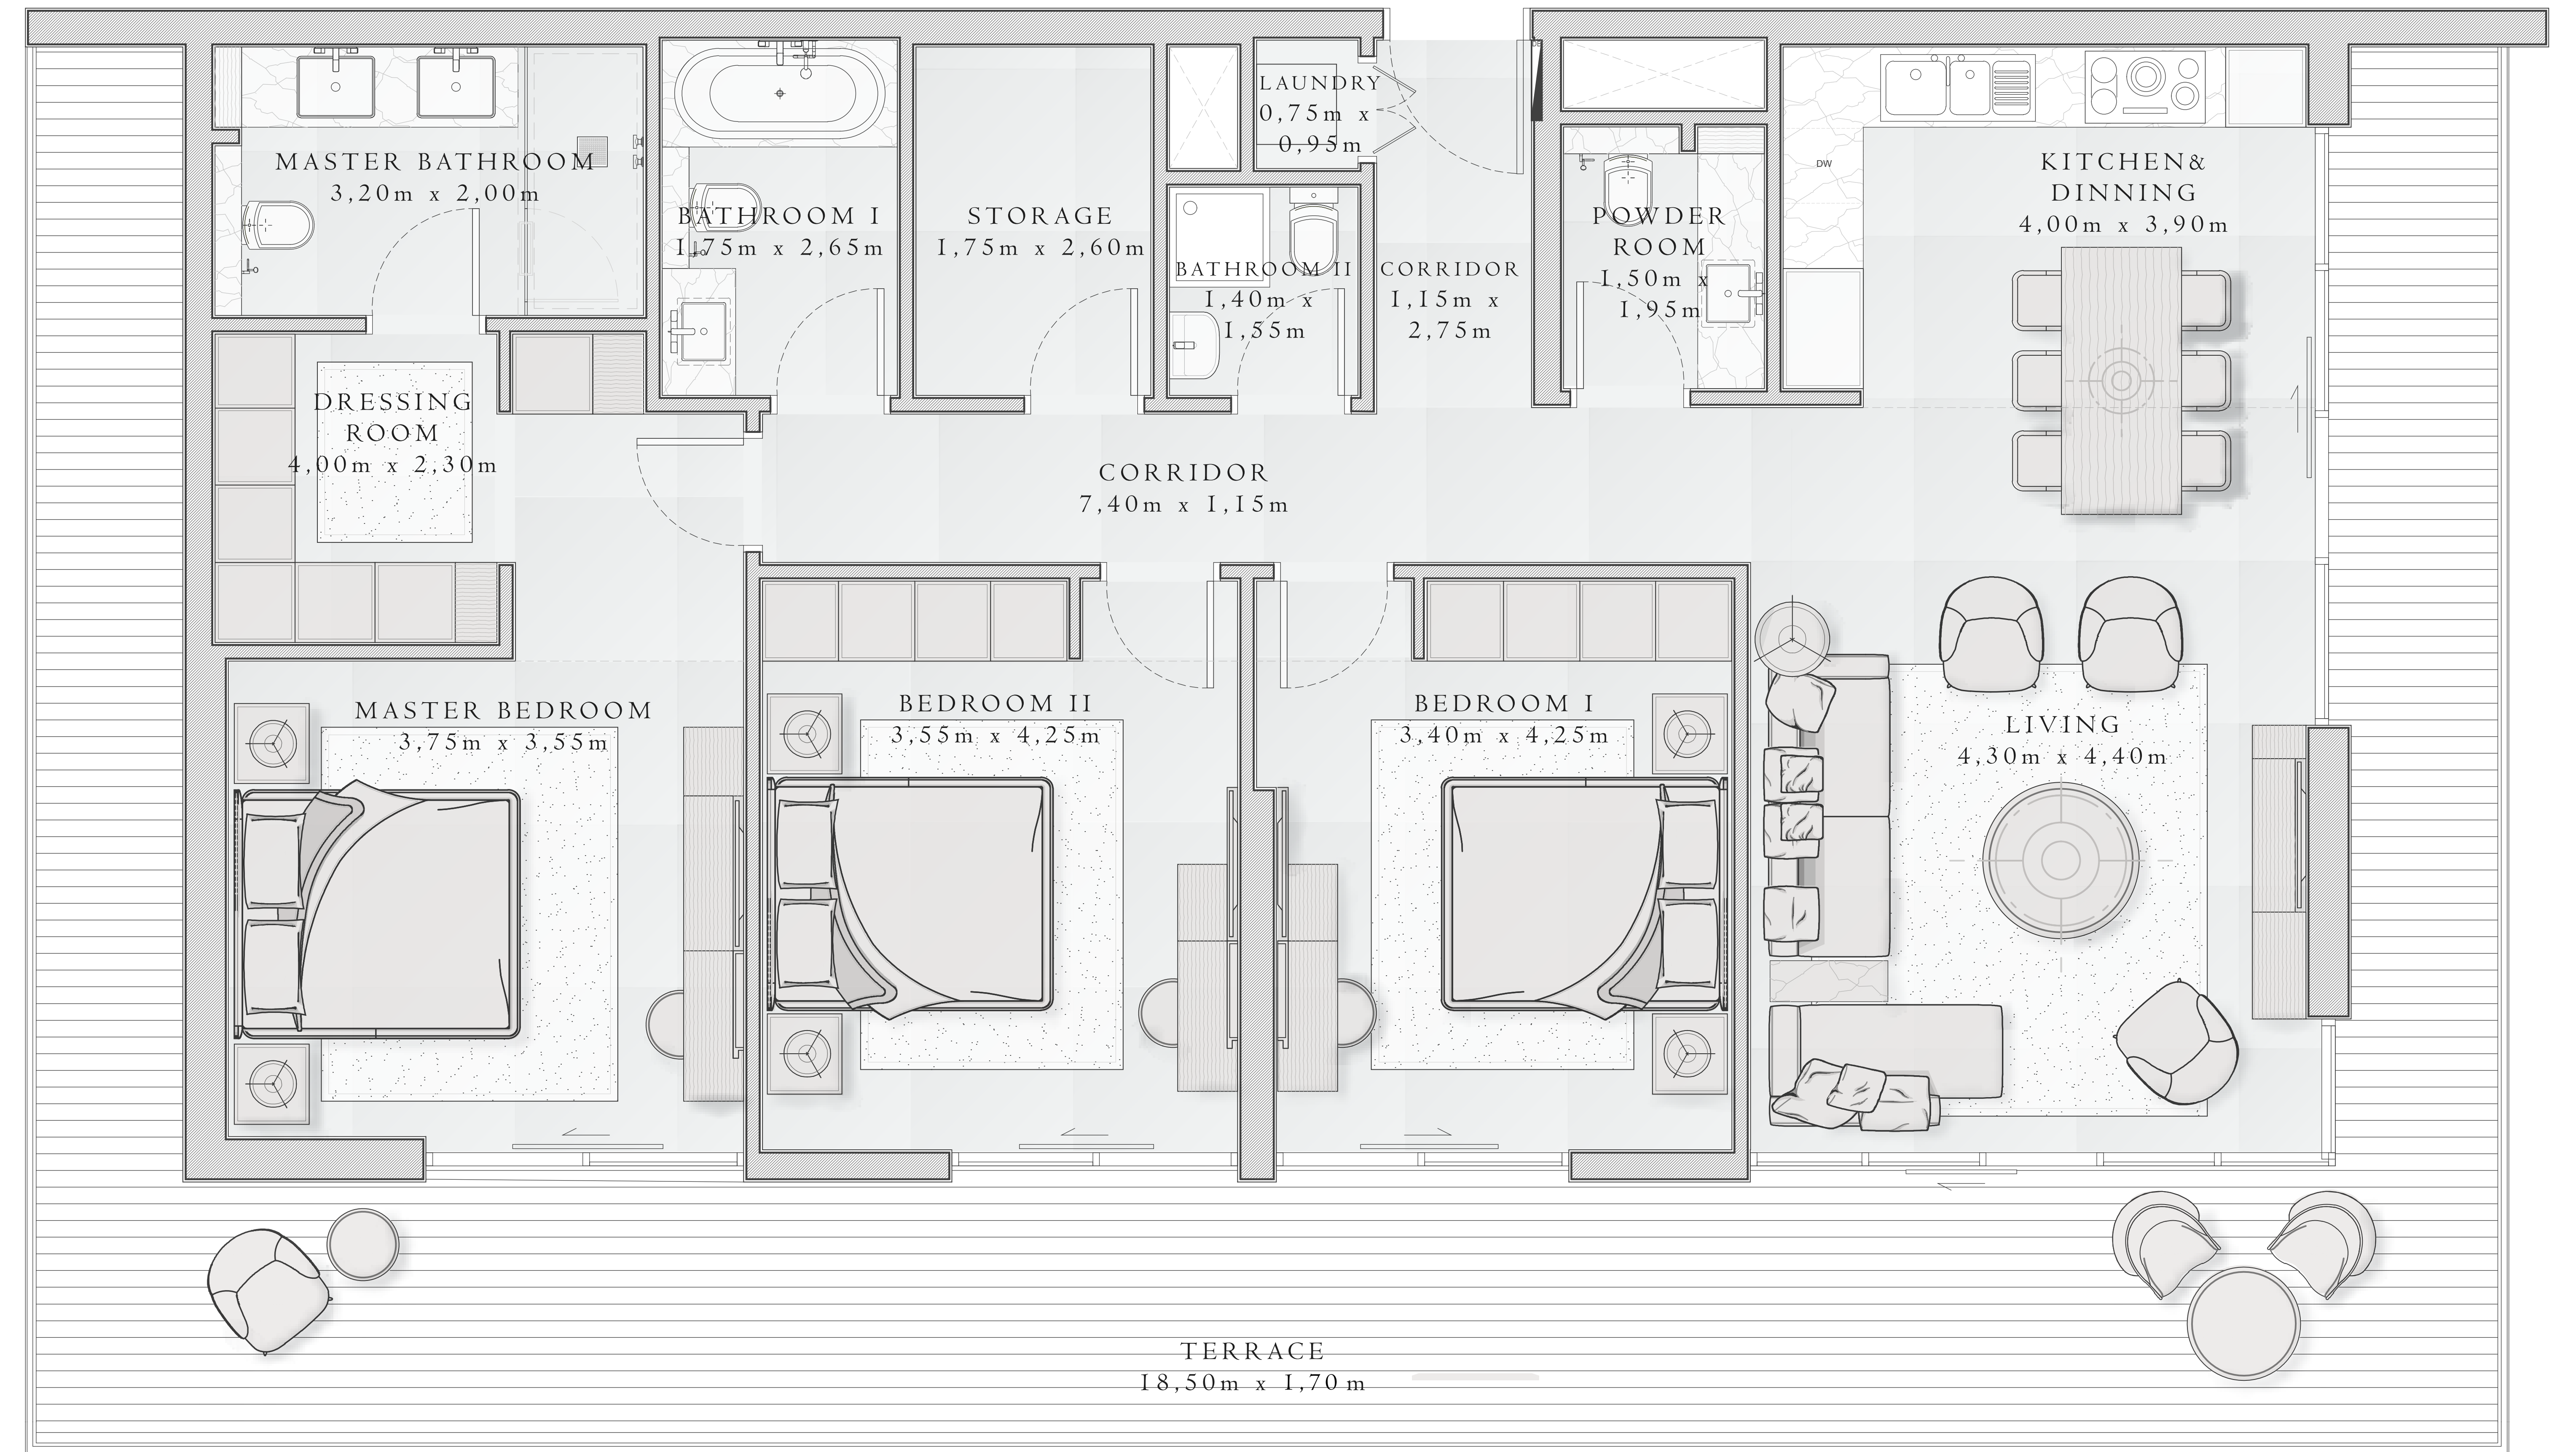 MASTER BATHROOM
3,20m x 2,00m
BATHROOM I
1,75m x 2,65m
STORAGE
1,75m x 2,60m
LAUNDRY
0,75m x
0,95m
BATHROOM II
1,40m x
1,55m
CORRIDOR
1,15m x
2,75m
POWDER
ROOM
1,50m x
1,95m
DW
KITCHEN&
DINNING
4,00m x 3,90m
DRESSING
ROOM
4,00m x 2,30m
CORRIDOR
7,40m x 1,15m
MASTER BEDROOM
3,75m x 3,55m
BEDROOM II
3,55m x 4,25m
BEDROOM I
3,40m x 4,25m
LIVING
4,30m x 4,40m
TERRACE
18,50m x 1,70 m